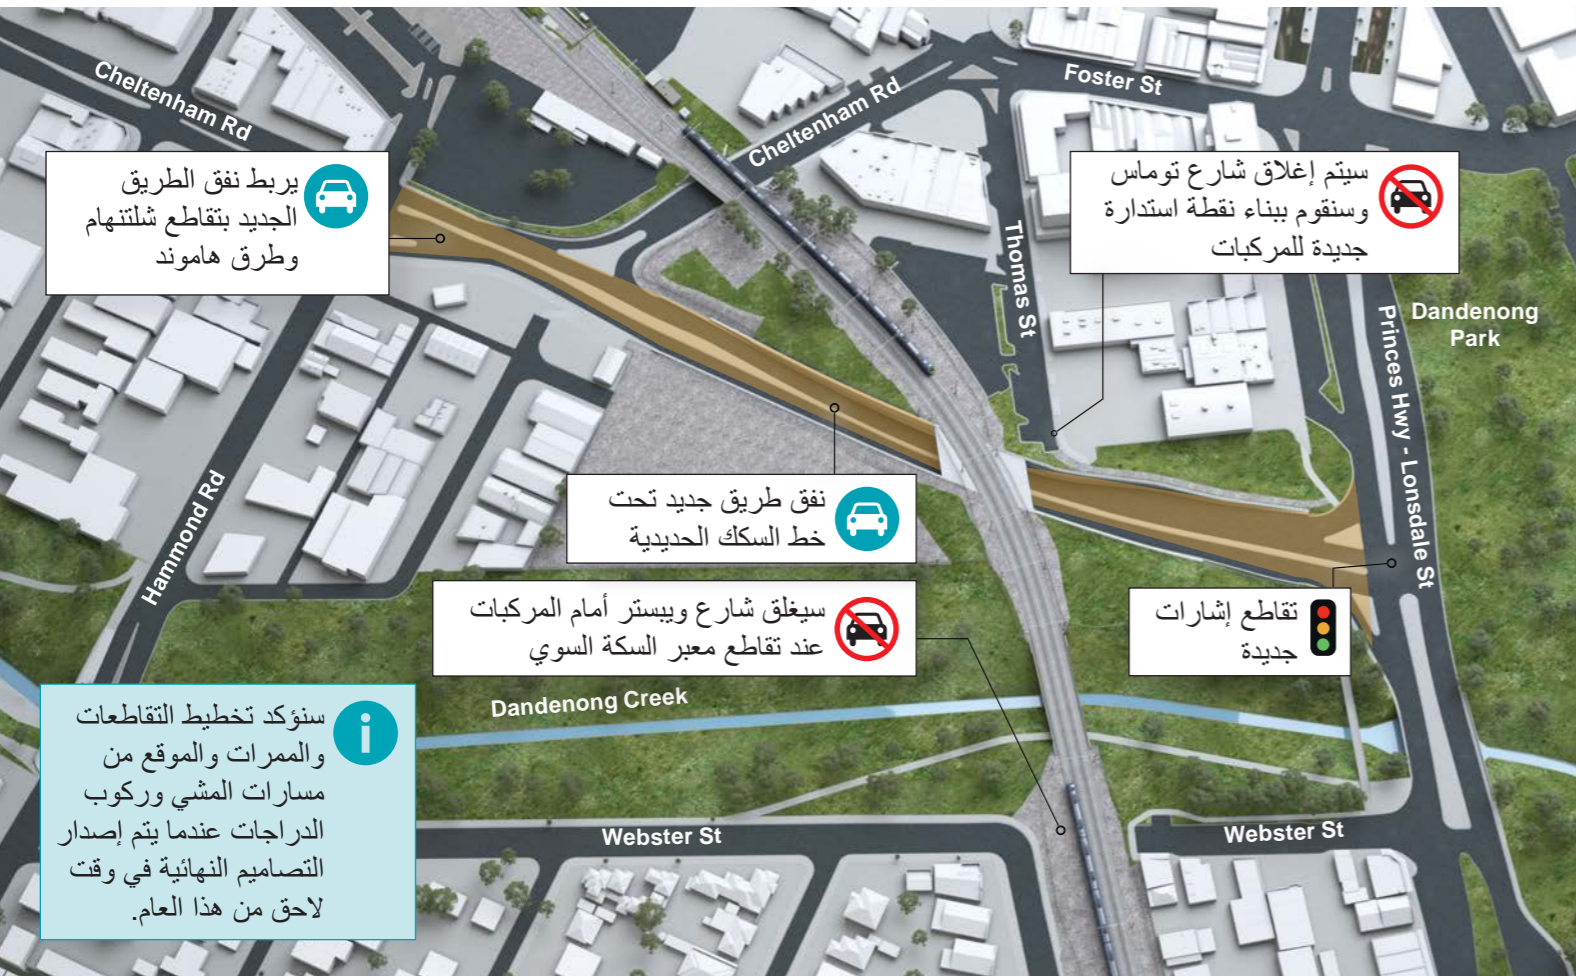 Cheltenham Rd
Foster St
Cheltenham Rd
يربط نفق الطريق
الجديد بتقاطع شلتنهام
وطرق هاموند
سيتم إغلاق شارع توماس
وسنقوم ببناء نقطة استدارة
جديدة للمركبات
Thomas St
Dandenong
Park
Princes Hwy - Lonsdale St
Hammond Rd
نفق طريق جديد تحت
خط السكك الحديدية
سيغلق شارع ويبستر أمام المركبات
عند تقاطع معبر السكة السوي
تقاطع إشارات
جديدة
Dandenong Creek
i
سنؤكد تخطيط التقاطعات
والممرات والموقع من
مسارات المشي وركوب
الدراجات عندما يتم إصدار
التصاميم النهائية في وقت
لاحق من هذا العام.
Webster St
Webster St